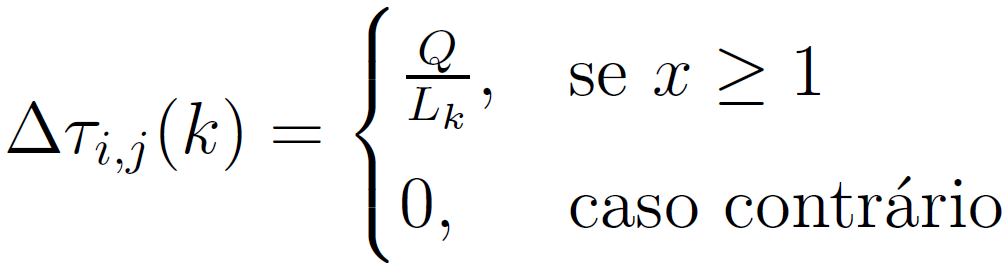 Δτ_{i,j}(k) = { Q/L_k, se x ≥ 1
0, caso contrário